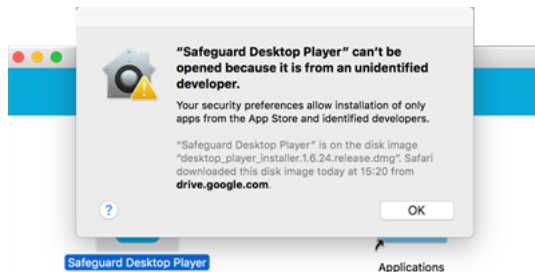 "Safeguard Desktop Player" can't be
opened because it is from an unidentified
developer.
Your security preferences allow installation of only
apps from the App Store and identified developers.
"Safeguard Desktop Player" is on the disk image
"desktop_player_installer.1.6.24.release.dmg". Safari
downloaded this disk image today at 15:20 from
drive.google.com.
?
OK
Safeguard Desktop Player
Applications